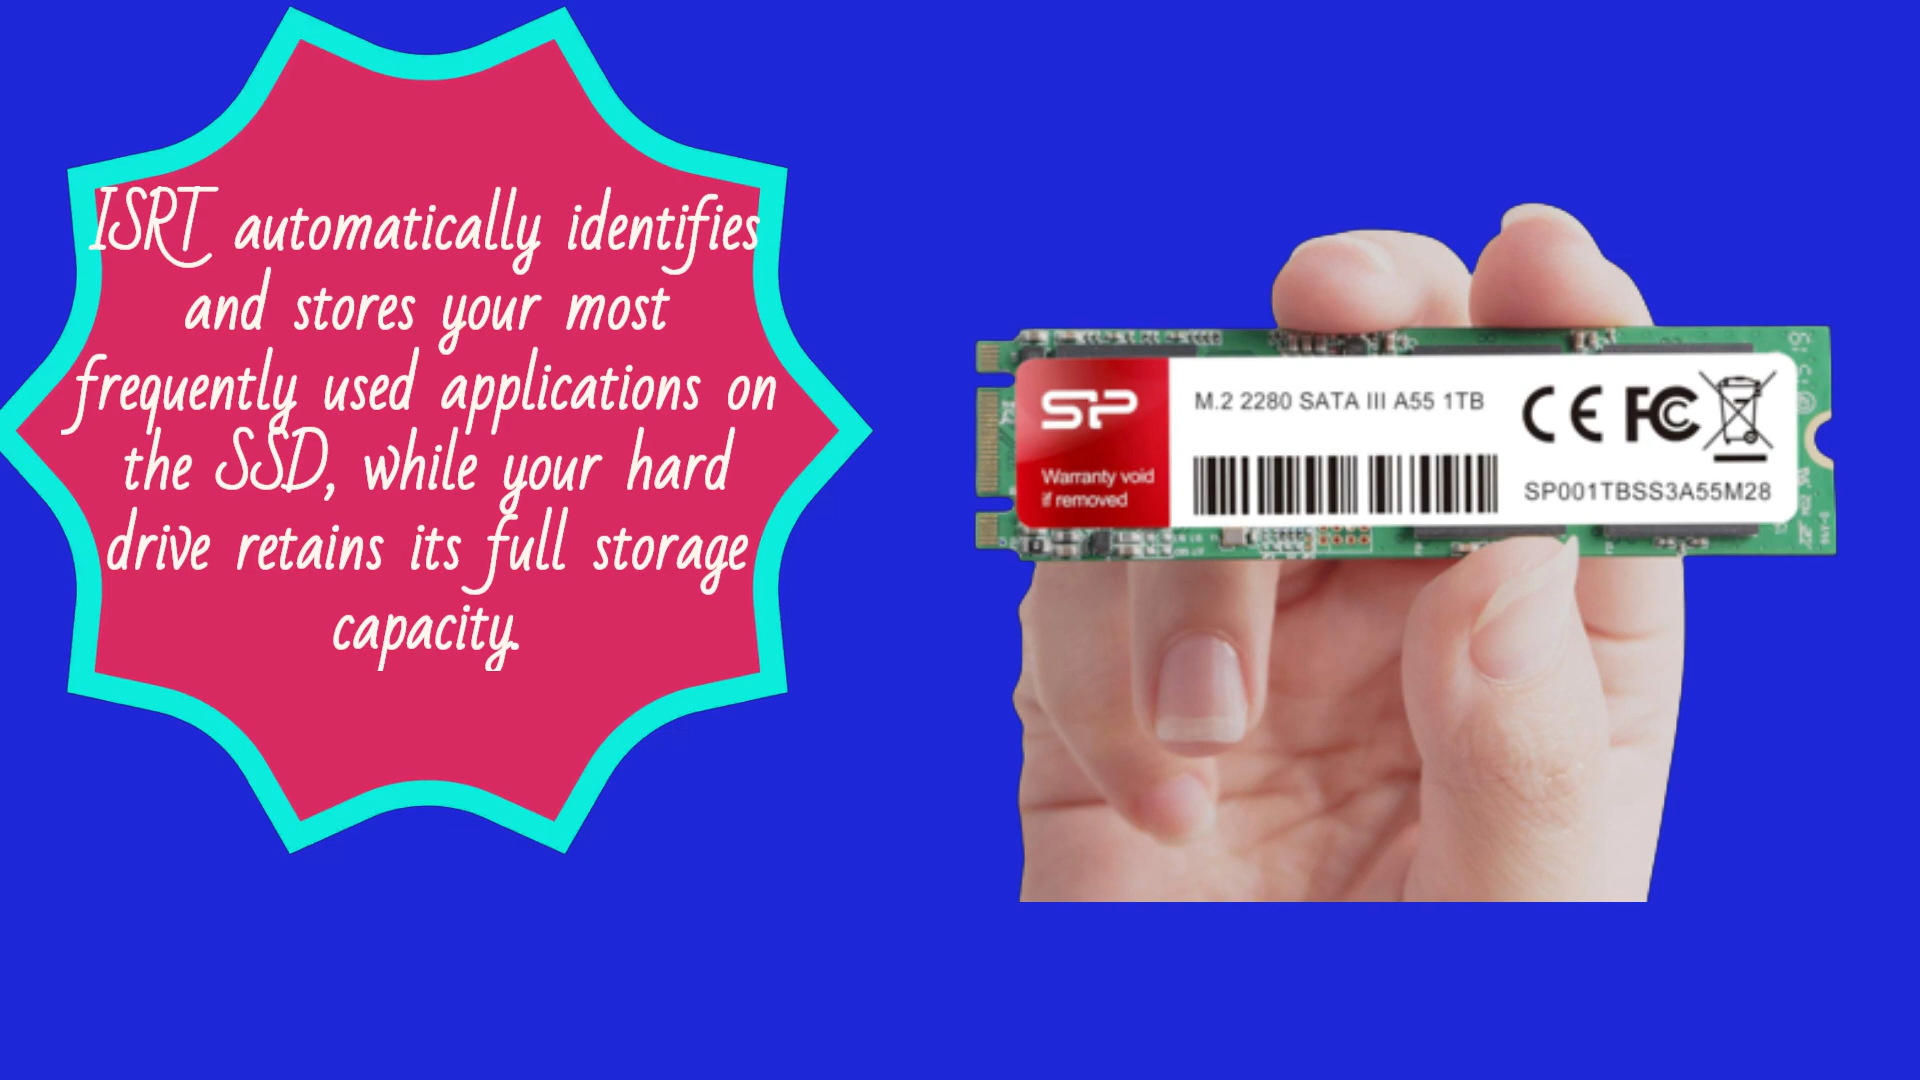 ISRT automatically identifies
and stores your most
frequently used applications on
the SSD, while your hard
drive retains its full storage
capacity.
SP
Warranty void
if removed
M.2 2280 SATA III A55 1TB
CE FC
SP001TBSS3A55M28